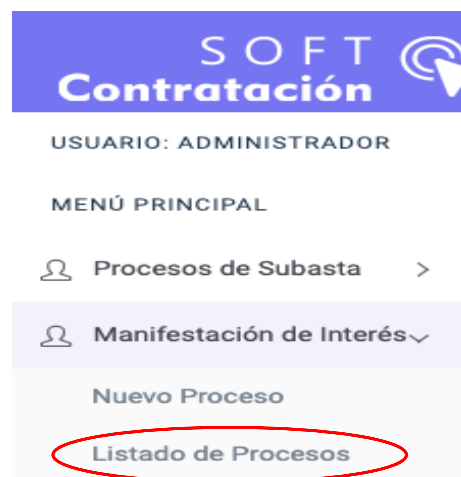 SOFT
Contratación
USUARIO: ADMINISTRADOR
MENÚ PRINCIPAL
Procesos de Subasta
Manifestación de Interés
Nuevo Proceso
Listado de Procesos